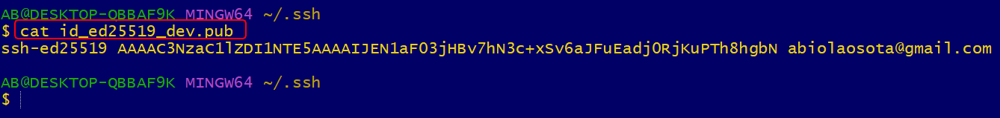 AB@DESKTOP-QBBAF9K MINGW64 ~/.ssh
$ cat id_ed25519_dev.pub
ssh-ed25519 AAAAC3NzaC1lZDI1NTE5AAAAIJEN1aFO3jHBv7hN3c+xSv6aJFuEadjORjKuPTh8hgbN abiolaosota@gmail.com
AB@DESKTOP-QBBAF9K MINGW64 ~/.ssh
$